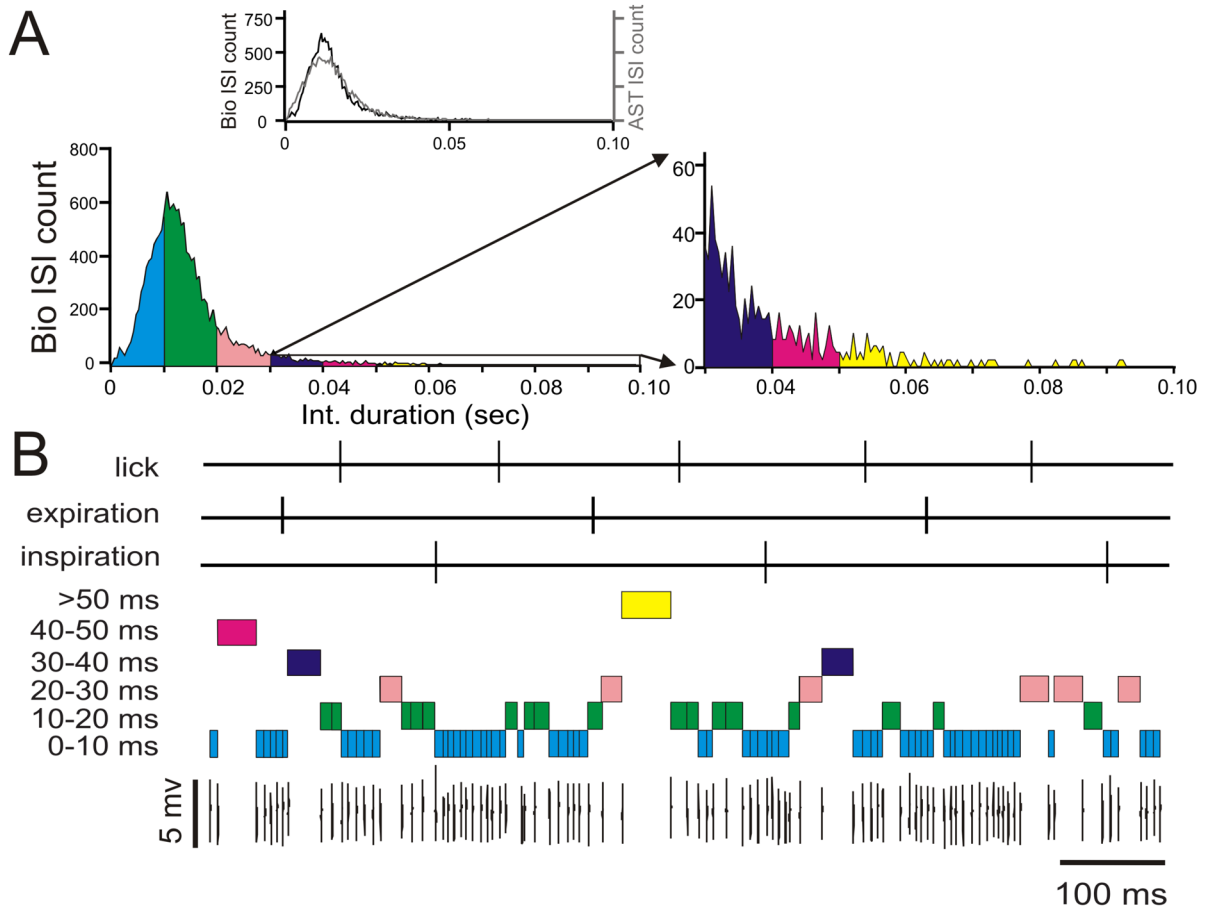 A
Bio ISI count
750
500
250
0
AST ISI count
0 0.05 0.10
Bio ISI count
800
600
400
200
0
0 0.02 0.04 0.06 0.08 0.10
Int. duration (sec)
60
40
20
0
0.04 0.06 0.08 0.10
B
lick
expiration
inspiration
>50 ms
40-50 ms
30-40 ms
20-30 ms
10-20 ms
0-10 ms
5 mv
100 ms